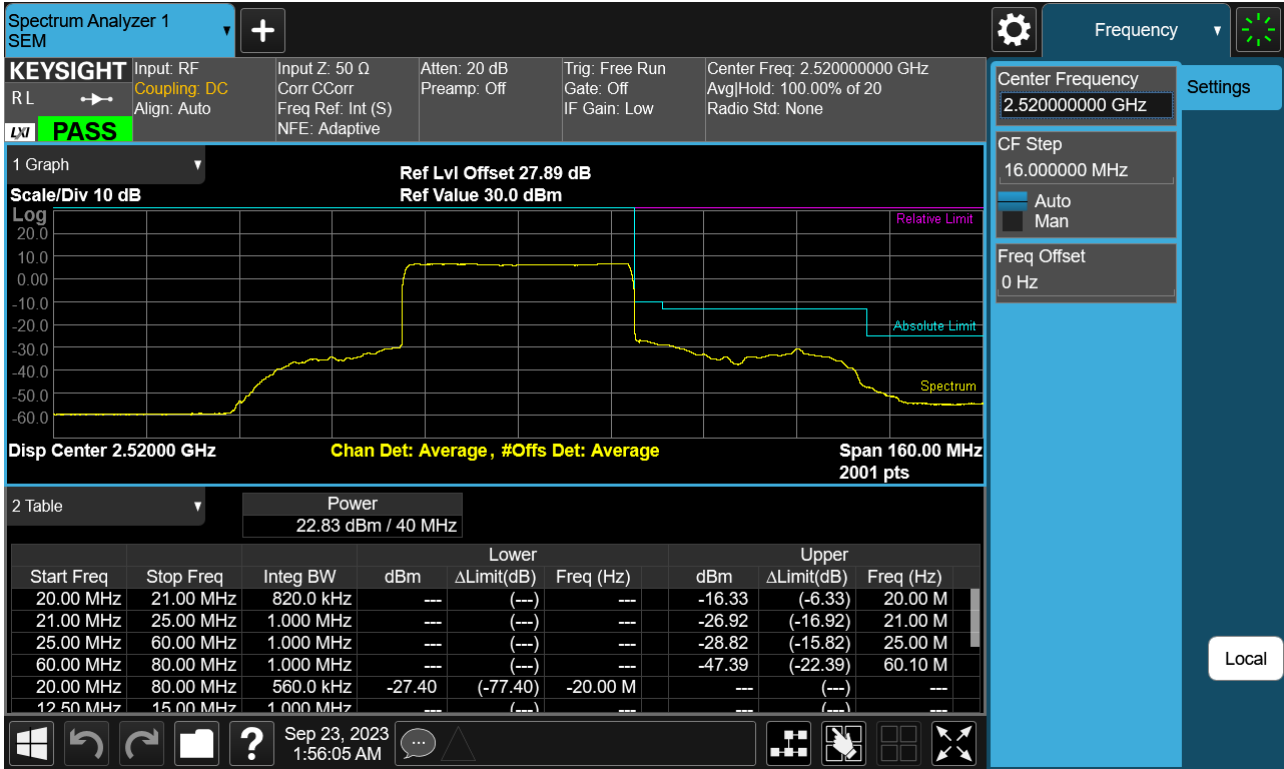 Spectrum Analyzer 1
SEM
Frequency
KEYSIGHT
R L
LXI
PASS
Input: RF
Coupling: DC
Align: Auto
Input Z: 50 Ω
Corr CCorr
Freq Ref: Int (S)
NFE: Adaptive
Atten: 20 dB
Preamp: Off
Trig: Free Run
Gate: Off
IF Gain: Low
Center Freq: 2.520000000 GHz
Avg|Hold: 100.00% of 20
Radio Std: None
Center Frequency
2.520000000 GHz
Settings
CF Step
16.000000 MHz
Auto
Man
Freq Offset
0 Hz
Local
1 Graph
Scale/Div 10 dB
Ref Lvl Offset 27.89 dB
Ref Value 30.0 dBm
Log
20.0
10.0
0.00
-10.0
-20.0
-30.0
-40.0
-50.0
-60.0
Relative Limit
Absolute Limit
Spectrum
Disp Center 2.52000 GHz
Chan Det: Average , #Offs Det: Average
Span 160.00 MHz
2001 pts
2 Table
Power
22.83 dBm / 40 MHz
Lower Upper
Start Freq Stop Freq Integ BW dBm ΔLimit(dB) Freq (Hz) dBm ΔLimit(dB) Freq (Hz)
20.00 MHz 21.00 MHz 820.0 kHz --- (---) --- -16.33 (-6.33) 20.00 M
21.00 MHz 25.00 MHz 1.000 MHz --- (---) --- -26.92 (-16.92) 21.00 M
25.00 MHz 60.00 MHz 1.000 MHz --- (---) --- -28.82 (-15.82) 25.00 M
60.00 MHz 80.00 MHz 1.000 MHz --- (---) --- -47.39 (-22.39) 60.10 M
20.00 MHz 80.00 MHz 560.0 kHz -27.40 (-77.40) -20.00 M --- (---) ---
12.50 MHz 15.00 MHz 1.000 MHz --- (---) --- --- (---) ---
Sep 23, 2023
1:56:05 AM